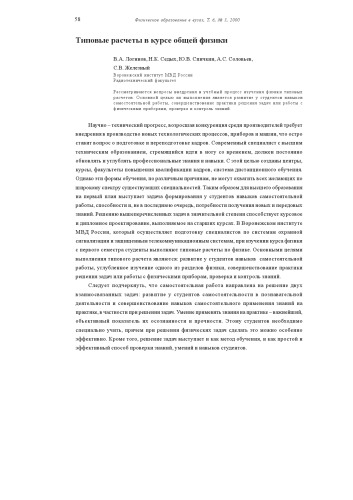 58
Физическое образование в вузах, Т. 6, № 1, 2000
Типовые расчеты в курсе общей физики
В.А. Логинов, Н.К. Седых, Ю.В. Спичкин, А.С. Соловьев,
С.В. Железный
Воронежский институт МВД России
Радиотехнический факультет
Рассматриваются вопросы внедрения в учебный процесс изучения физики типовых
расчетов. Основной целью их выполнения является развитие у студентов навыков
самостоятельной работы, совершенствование практики решения задач или работы с
физическими приборами, проверка и контроль знаний.
Научно – технический прогресс, возросшая конкуренция среди производителей требует
внедрения в производство новых технологических процессов, приборов и машин, что остро
ставит вопрос о подготовке и переподготовке кадров. Современный специалист с высшим
техническим образованием, стремящийся идти в ногу со временем, должен постоянно
обновлять и углублять профессиональные знания и навыки. С этой целью созданы центры,
курсы, факультеты повышения квалификации кадров, система дистанционного обучения.
Однако эти формы обучения, по различным причинам, не могут охватить всех желающих по
широкому спектру существующих специальностей. Таким образом для высшего образования
на первый план выступает задача формирования у студентов навыков самостоятельной
работы, способности и, не в последнюю очередь, потребности получения новых и передовых
знаний. Решению вышеперечисленных задач в значительной степени способствует курсовое
и дипломное проектирование, выполняемое на старших курсах. В Воронежском институте
МВД России, который осуществляет подготовку специалистов по системам охранной
сигнализации и защищенным телекоммуникационным системам, при изучении курса физики
с первого семестра студенты выполняют типовые расчеты по физике. Основными целями
выполнения типового расчета являются: развитие у студентов навыков самостоятельной
работы, углубленное изучение одного из разделов физики, совершенствование практики
решения задач или работы с физическими прибором, проверка и контроль знаний.
Следует подчеркнуть, что самостоятельная работа направлена на решение двух
взаимосвязанных задач: развитие у студентов самостоятельности в познавательной
деятельности и совершенствование навыков самостоятельного применения знаний на
практике, в частности при решении задач. Умение применять знания на практике – важнейший,
объективный показатель их осознанности и прочности. Этому студентов необходимо
специально учить, причем при решении физических задач сделать это можно особенно
эффективно. Кроме того, решение задач выступает и как метод обучения, и как простой и
эффективный способ проверки знаний, умений и навыков студентов.